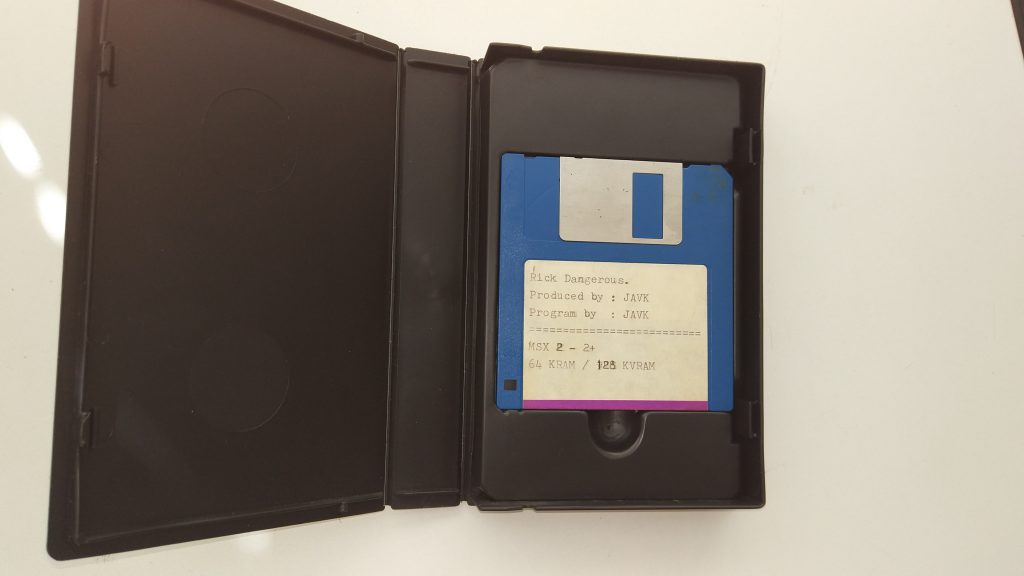 Rick Dangerous.
Produced by : JAVK
Program by  : JAVK
==========================
MSX 2 - 2+
64 KRAM / 128 KVRAM